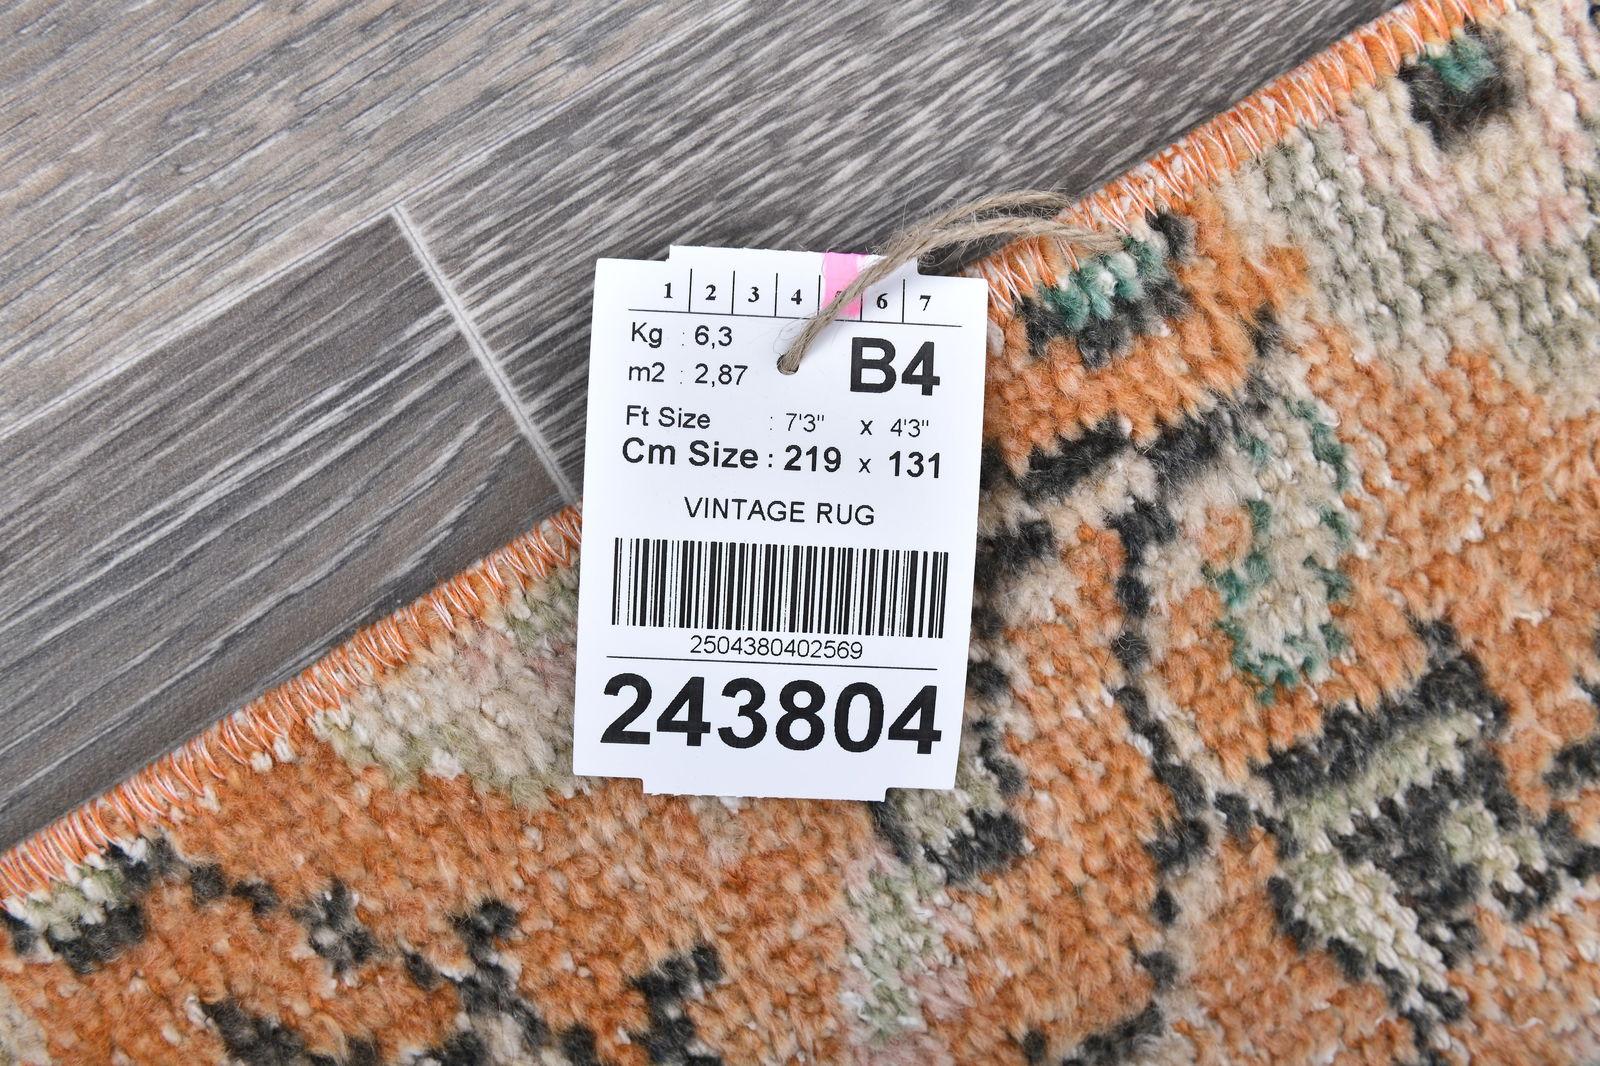 1 2 3 4 5 6 7
Kg : 6,3
B4
m2 : 2,87
Ft Size : 7'3" x 4'3"
Cm Size : 219 x 131
VINTAGE RUG
2504380402569
243804